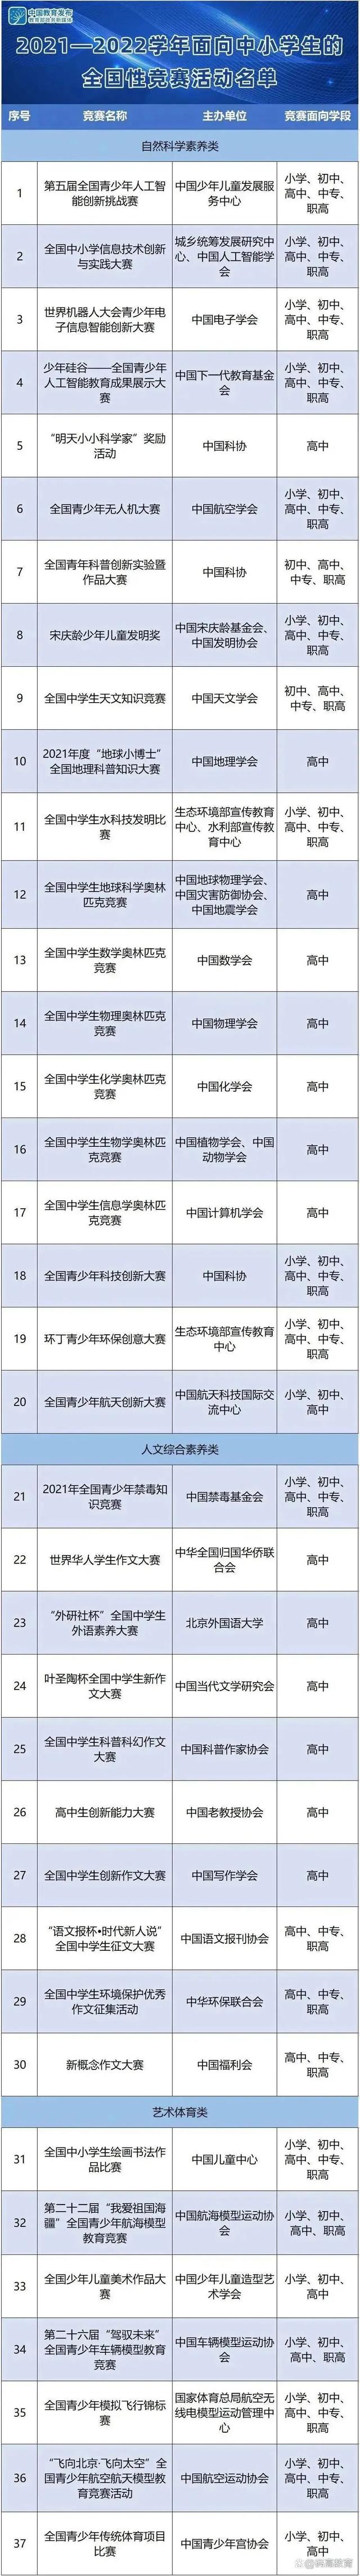 中国教育发布
教育部政务新媒体
2021—2022学年面向中小学生的
全国性竞赛活动名单
序号 竞赛名称 主办单位 竞赛面向学段
自然科学素养类
1 第五届全国青少年人工智能创新挑战赛 中国少年儿童发展服务中心 小学、初中、高中、中专、职高
2 全国中小学信息技术创新与实践大赛 城乡统筹发展研究中心、中国人工智能学会 小学、初中、高中、中专、职高
3 世界机器人大会青少年电子信息智能创新大赛 中国电子学会 小学、初中、高中、中专、职高
4 少年硅谷——全国青少年人工智能教育成果展示大赛 中国下一代教育基金会 小学、初中、高中、中专、职高
5 “明天小小科学家”奖励活动 中国科协 高中
6 全国青少年无人机大赛 中国航空学会 小学、初中、高中、中专、职高
7 全国青年科普创新实验暨作品大赛 中国科协 初中、高中、中专、职高
8 宋庆龄少年儿童发明奖 中国宋庆龄基金会、中国发明协会 小学、初中、高中、中专、职高
9 全国中学生天文知识竞赛 中国天文学会 初中、高中、中专、职高
10 2021年度“地球小博士”全国地理科普知识大赛 中国地理学会 高中
11 全国中学生水科技发明比赛 生态环境部宣传教育中心、水利部宣传教育中心 小学、初中、高中、中专、职高
12 全国中学生地球科学奥林匹克竞赛 中国地球物理学会、中国灾害防御协会、中国地震学会 高中
13 全国中学生数学奥林匹克竞赛 中国数学会 高中
14 全国中学生物理奥林匹克竞赛 中国物理学会 高中
15 全国中学生化学奥林匹克竞赛 中国化学会 高中
16 全国中学生生物学奥林匹克竞赛 中国植物学会、中国动物学会 高中
17 全国中学生信息学奥林匹克竞赛 中国计算机学会 高中
18 全国青少年科技创新大赛 中国科协 小学、初中、高中、中专、职高
19 环丁青少年环保创意大赛 生态环境部宣传教育中心 小学、初中、高中、中专、职高
20 全国青少年航天创新大赛 中国航天科技国际交流中心 小学、初中、高中
人文综合素养类
21 2021年全国青少年禁毒知识竞赛 中国禁毒基金会 小学、初中、高中、中专、职高
22 世界华人学生作文大赛 中华全国归国华侨联合会 高中
23 “外研社杯”全国中学生外语素养大赛 北京外国语大学 高中
24 叶圣陶杯全国中学生新作文大赛 中国当代文学研究会 高中
25 全国中学生科普科幻作文大赛 中国科普作家协会 高中
26 高中生创新能力大赛 中国老教授协会 高中
27 全国中学生创新作文大赛 中国写作学会 高中
28 “语文报杯•时代新人说”全国中学生征文大赛 中国语文报刊协会 高中、中专、职高
29 全国中学生环境保护优秀作文征集活动 中华环保联合会 高中、中专、职高
30 新概念作文大赛 中国福利会 高中、中专、职高
艺术体育类
31 全国中小学生绘画书法作品比赛 中国儿童中心 小学、初中、高中、中专、职高
32 第二十二届“我爱祖国海疆”全国青少年航海模型教育竞赛 中国航海模型运动协会 小学、初中、高中、职高
33 全国少年儿童美术作品大赛 中国少年儿童造型艺术学会 小学、初中、高中
34 第二十六届“驾驭未来”全国青少年车辆模型教育竞赛 中国车辆模型运动协会 小学、初中、高中、职高
35 全国青少年模拟飞行锦标赛 国家体育总局航空无线电模型运动管理中心 小学、初中、高中、中专、职高
36 “飞向北京·飞向太空”全国青少年航空航天模型教育竞赛活动 中国航空运动协会 小学、初中、高中、中专、职高
37 全国青少年传统体育项目比赛 中国青少年宫协会 小学、初中、高中